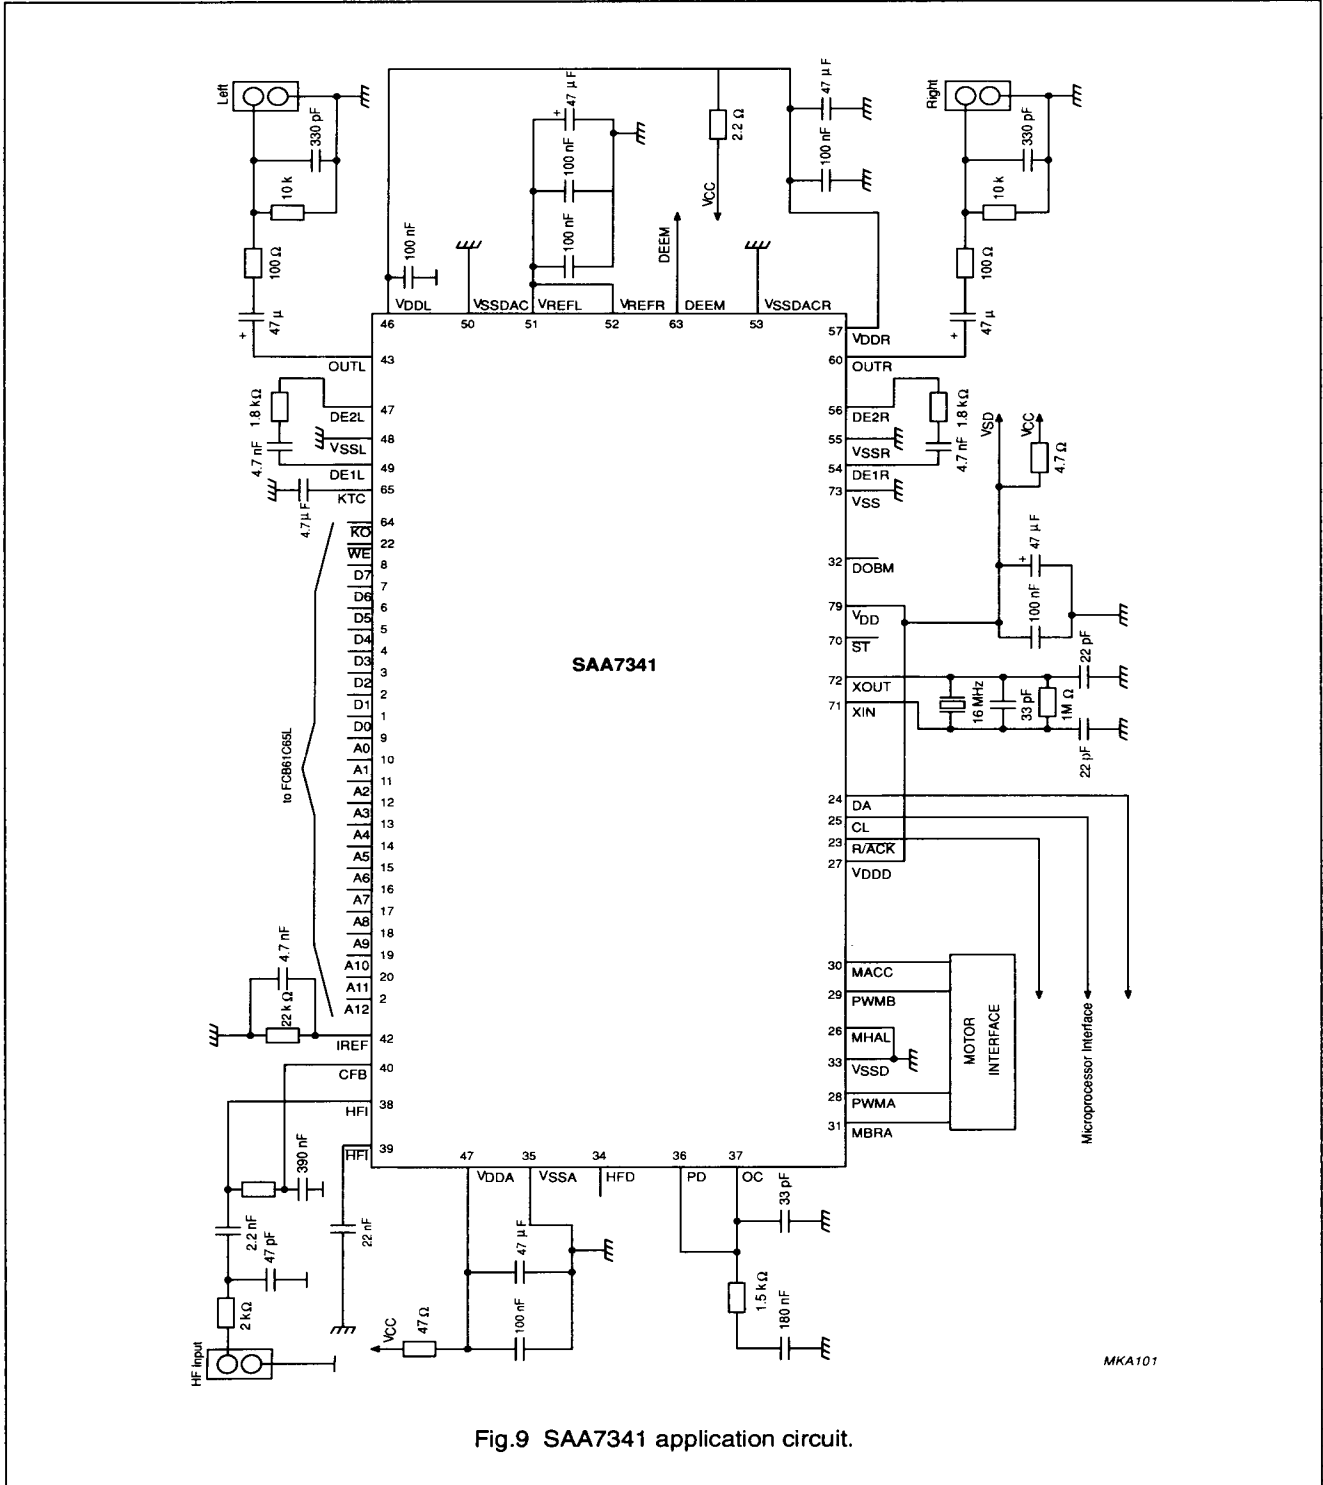 Left
330 pF
10 k
100 Ω
47 μ
+
100 nF
47 μ F
+
100 nF
100 nF
DEEM
VCC
2.2 Ω
47 μ F
100 nF
Right
330 pF
10 k
100 Ω
47 μ
+
VDDL
VSSDAC
VREFL
VREFR
DEEM
VSSDACR
46
50
51
52
63
53
57
VDDR
43
OUTL
60
OUTR
1.8 kΩ
4.7 nF
47
DE2L
48
VSSL
49
DE1L
65
KTC
4.7 μ F
56
DE2R
55
VSSR
54
DE1R
73
VSS
1.8 kΩ
4.7 nF
VSD
VCC
4.7 Ω
64
KO
22
WE
8
D7
7
D6
6
D5
5
D4
4
D3
3
D2
2
D1
1
D0
9
A0
10
A1
11
A2
12
A3
13
A4
14
A5
15
A6
16
A7
17
A8
18
A9
19
A10
20
A11
2
A12
to FCB61C65L
SAA7341
32
DOBM
79
VDD
70
ST
72
XOUT
71
XIN
+
47 μ F
100 nF
22 pF
16 MHz
33 pF
1M Ω
22 pF
24
DA
25
CL
23
R/ACK
27
VDDD
30
MACC
29
PWMB
26
MHAL
33
VSSD
28
PWMA
31
MBRA
MOTOR
INTERFACE
Microprocessor Interface
4.7 nF
22 kΩ
42
IREF
40
CFB
38
HFI
39
HFI
390 nF
2.2 nF
47 pF
2 kΩ
HF Input
22 nF
47
VDDA
35
VSSA
34
HFD
36
PD
37
OC
VCC
47 Ω
47 μ F
100 nF
33 pF
1.5 kΩ
180 nF
MKA101
Fig.9 SAA7341 application circuit.